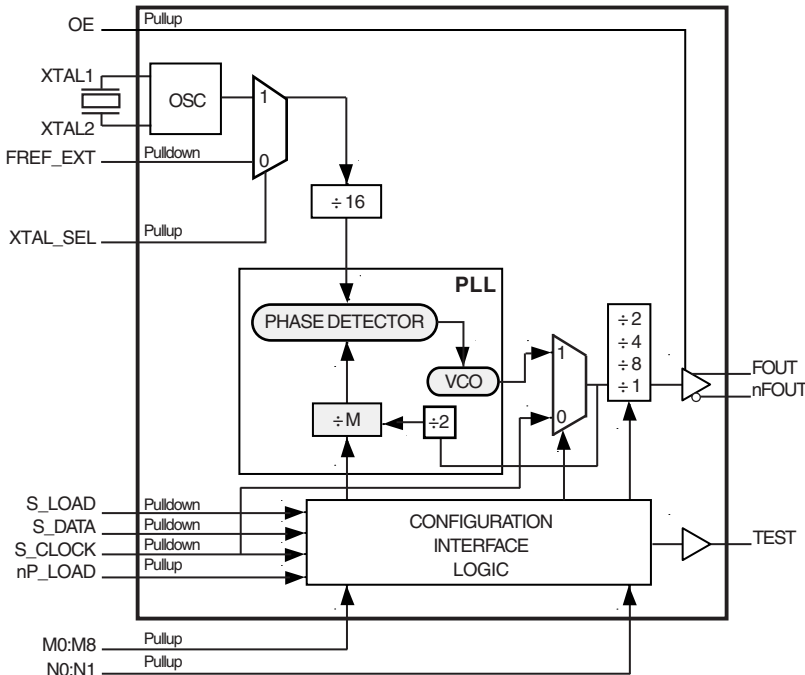 OE
Pullup
XTAL1
OSC
XTAL2
1
0
FREF_EXT
Pulldown
÷ 16
XTAL_SEL
Pullup
PLL
PHASE DETECTOR
VCO
÷ M
÷2
1
0
÷ 2
÷ 4
÷ 8
÷ 1
FOUT
nFOUT
S_LOAD
Pulldown
S_DATA
Pulldown
S_CLOCK
Pulldown
nP_LOAD
Pullup
CONFIGURATION
INTERFACE
LOGIC
TEST
M0:M8
Pullup
N0:N1
Pullup